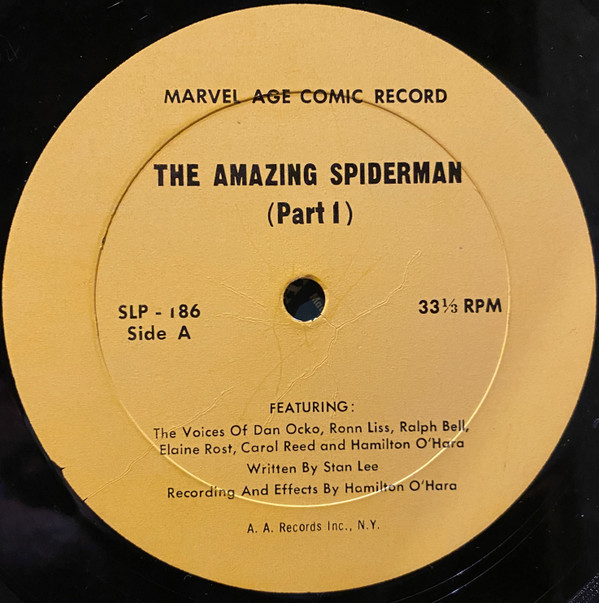 MARVEL AGE COMIC RECORD
THE AMAZING SPIDERMAN
(Part 1)
SLP - 186
Side A
33⅓ RPM
FEATURING:
The Voices Of Dan Ocko, Ronn Liss, Ralph Bell,
Elaine Rost, Carol Reed and Hamilton O'Hara
Written By Stan Lee
Recording And Effects By Hamilton O'Hara
A. A. Records Inc., N.Y.